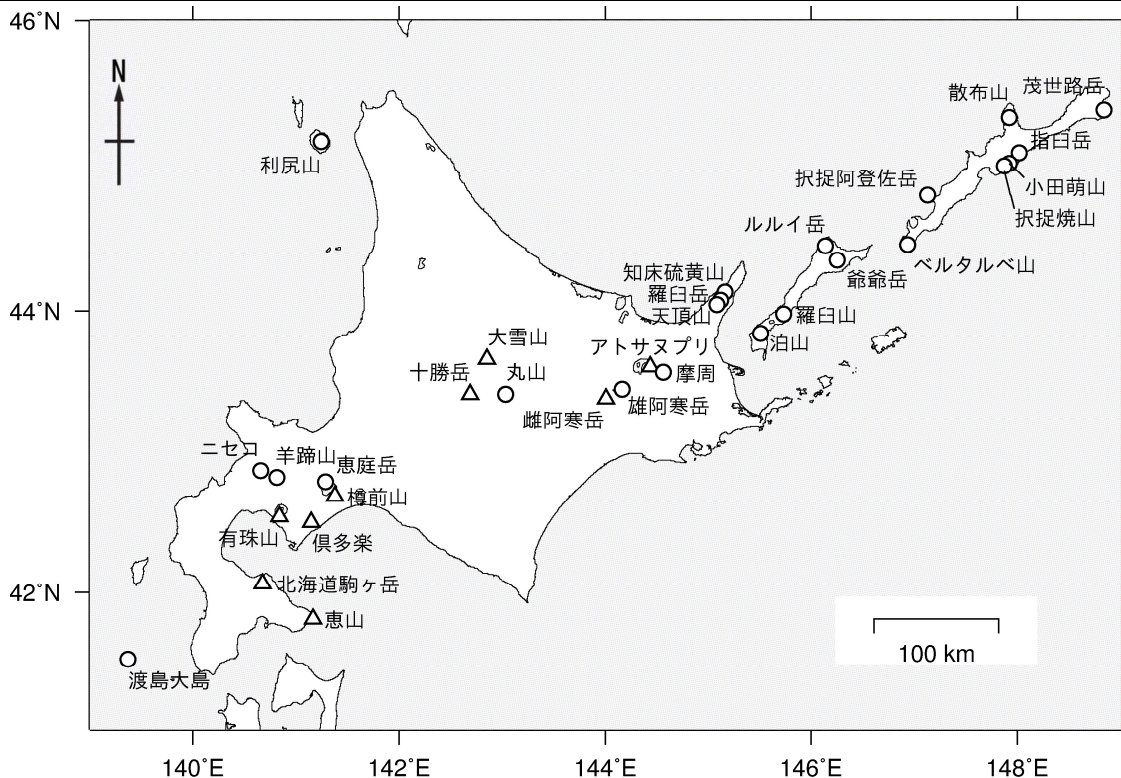 46°N
N
散布山
茂世路岳
指臼岳
利尻山
択捉阿登佐岳
小田萌山
択捉焼山
ルルイ岳
ベルタルベ山
知床硫黄山
爺爺岳
羅臼岳
44°N
天頂山
羅臼山
大雪山
泊山
アトサヌプリ
十勝岳
丸山
摩周
雄阿寒岳
雌阿寒岳
ニセコ
羊蹄山
恵庭岳
樽前山
有珠山
倶多楽
42°N
北海道駒ヶ岳
恵山
100 km
渡島大島
140°E
142°E
144°E
146°E
148°E